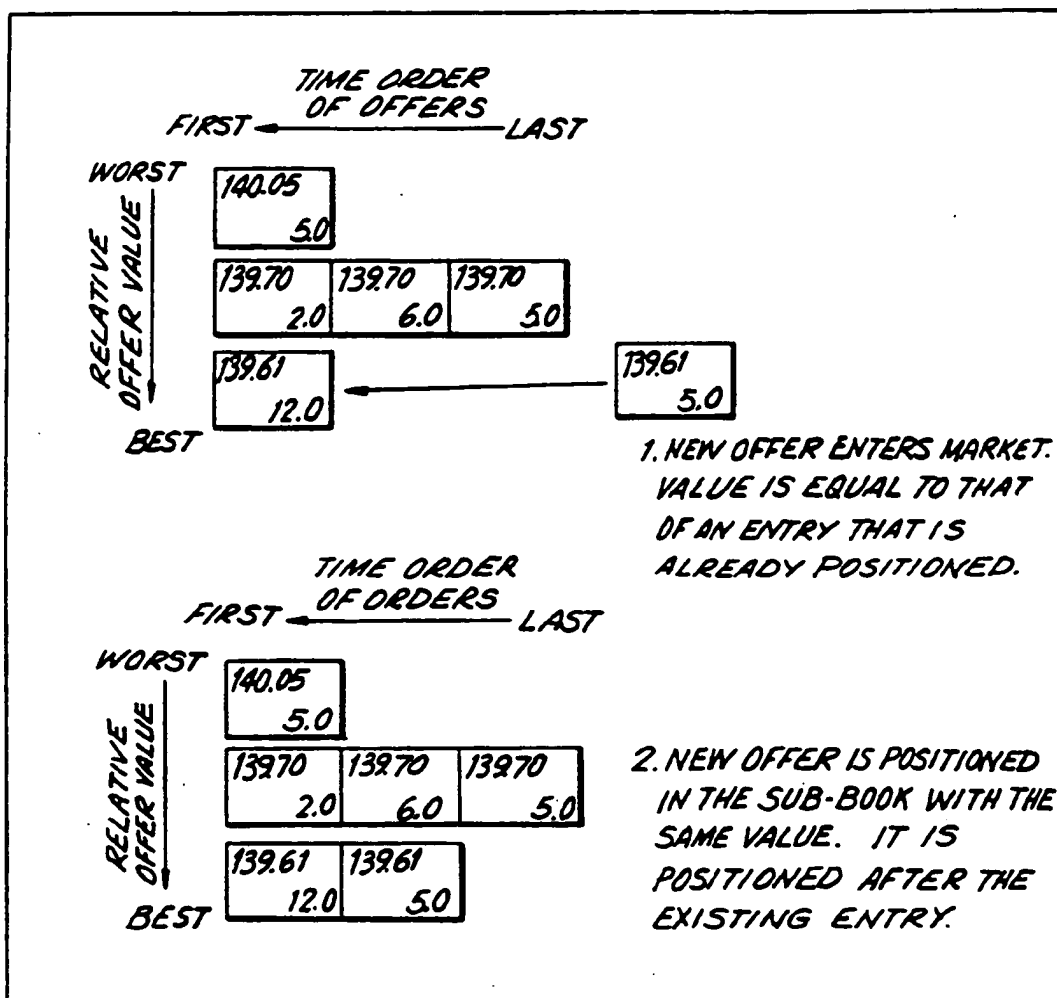 TIME ORDER
OF OFFERS
FIRST LAST
WORST
RELATIVE
OFFER VALUE
140.05
5.0
139.70 139.70 139.70
2.0 6.0 5.0
139.61 139.61
12.0 5.0
BEST
1. NEW OFFER ENTERS MARKET.
VALUE IS EQUAL TO THAT
OF AN ENTRY THAT IS
ALREADY POSITIONED.
TIME ORDER
OF ORDERS
FIRST LAST
WORST
RELATIVE
OFFER VALUE
140.05
5.0
139.70 139.70 139.70
2.0 6.0 5.0
139.61 139.61
12.0 5.0
BEST
2. NEW OFFER IS POSITIONED
IN THE SUB-BOOK WITH THE
SAME VALUE. IT IS
POSITIONED AFTER THE
EXISTING ENTRY.